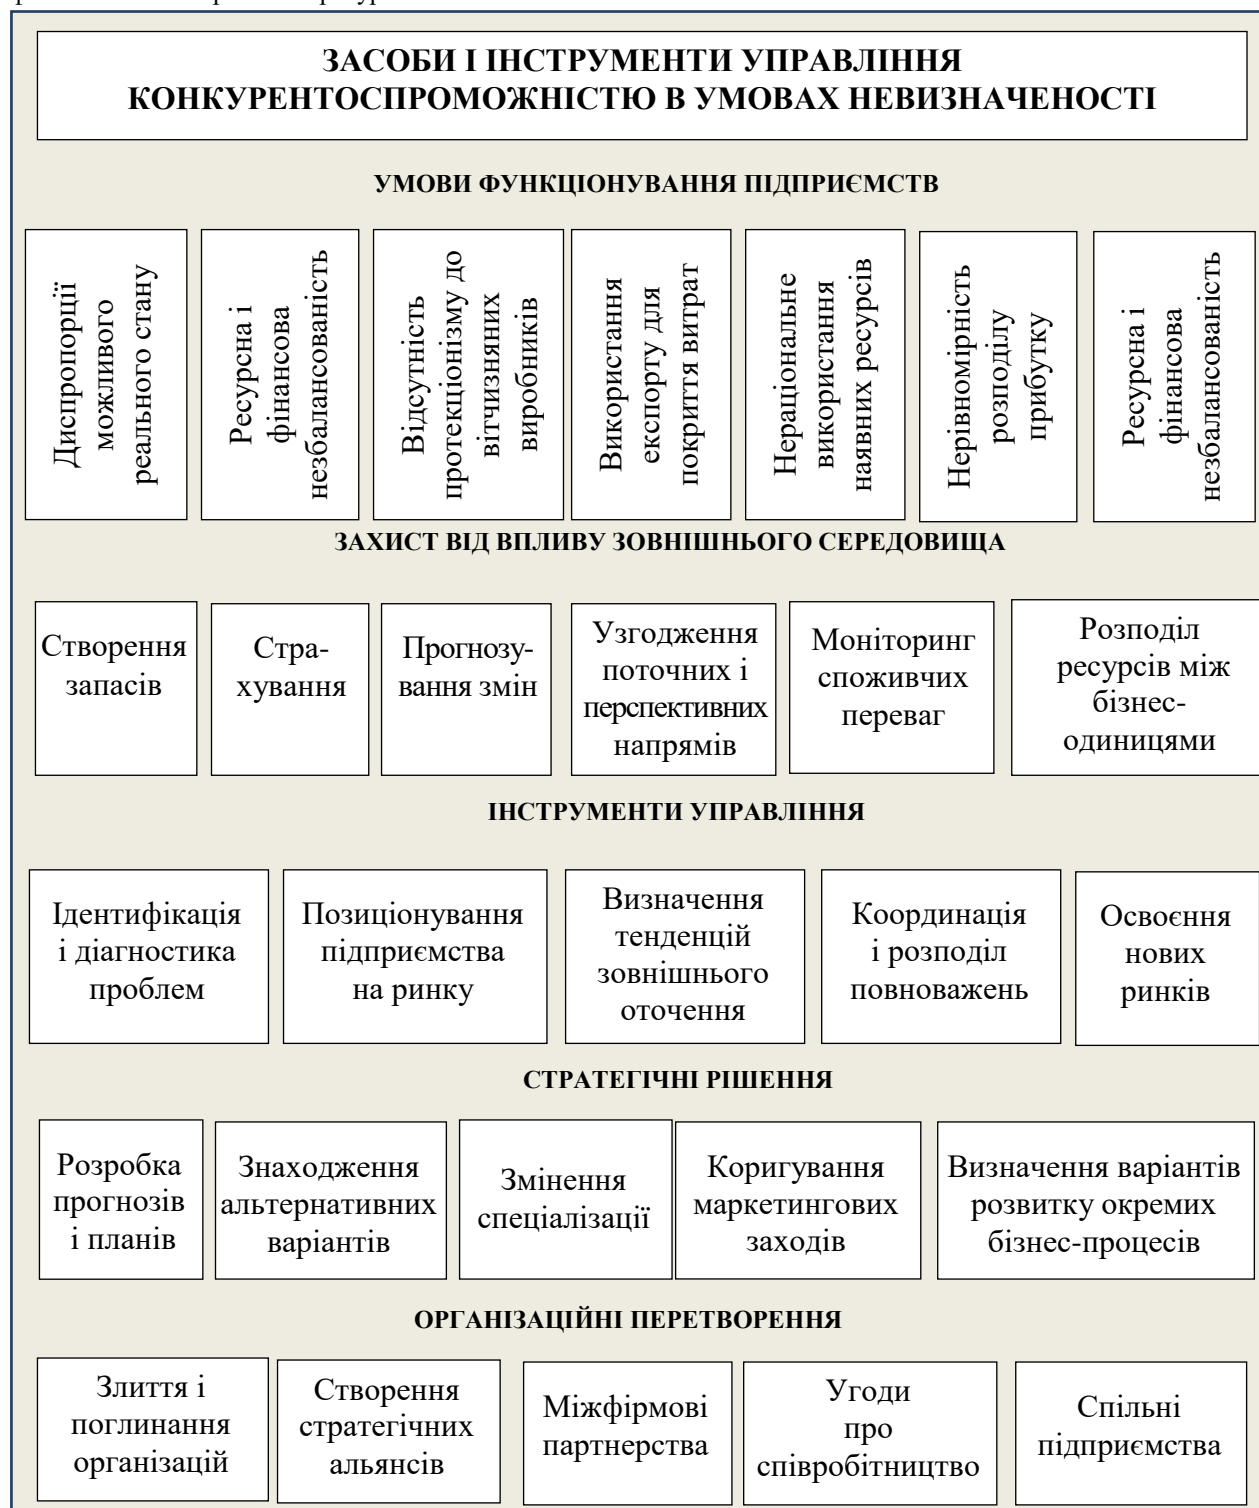 ЗАСОБИ І ІНСТРУМЕНТИ УПРАВЛІННЯ
КОНКУРЕНТОСПРОМОЖНІСТЮ В УМОВАХ НЕВИЗНАЧЕНОСТІ
УМОВИ ФУНКЦІОНУВАННЯ ПІДПРИЄМСТВ
Диспропорції
можливого
реального стану
Ресурсна і
фінансова
незбалансованість
Відсутність
протекціонізму до
вітчизняних
виробників
Використання
експорту для
покриття витрат
Нераціональне
використання
наявних ресурсів
Нерівномірність
розподілу
прибутку
Ресурсна і
фінансова
незбалансованість
ЗАХИСТ ВІД ВПЛИВУ ЗОВНІШНЬОГО СЕРЕДОВИЩА
Створення
запасів
Стра-
хування
Прогнозу-
вання змін
Узгодження
поточних і
перспективних
напрямів
Моніторинг
споживчих
переваг
Розподіл
ресурсів між
бізнес-
одиницями
ІНСТРУМЕНТИ УПРАВЛІННЯ
Ідентифікація
і діагностика
проблем
Позиціонування
підприємства
на ринку
Визначення
тенденцій
зовнішнього
оточення
Координація
і розподіл
повноважень
Освоєння
нових
ринків
СТРАТЕГІЧНІ РІШЕННЯ
Розробка
прогнозів
і планів
Знаходження
альтернативних
варіантів
Змінення
спеціалізації
Коригування
маркетингових
заходів
Визначення варіантів
розвитку окремих
бізнес-процесів
ОРГАНІЗАЦІЙНІ ПЕРЕТВОРЕННЯ
Злиття і
поглинання
організацій
Створення
стратегічних
альянсів
Міжфірмові
партнерства
Угоди
про
співробітництво
Спільні
підприємства